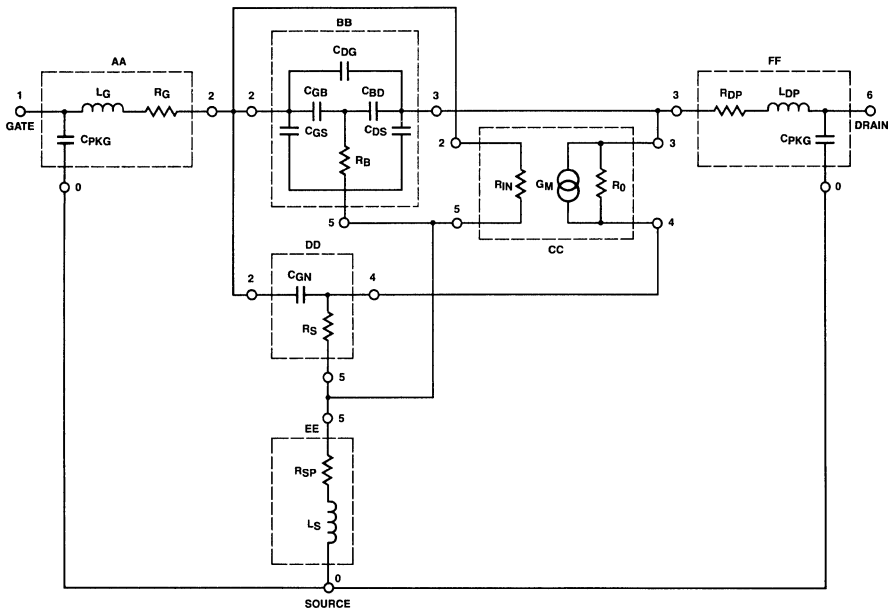 BB
AA
FF
CDG
1
LG
RG
2
2
CGB
CBD
3
3
RDP
LDP
6
GATE
DRAIN
CPKG
CGS
CDS
CPKG
RB
2
3
RIN
GM
R0
0
0
5
5
4
CC
DD
2
CGN
4
RS
5
5
EE
RSP
LS
0
SOURCE